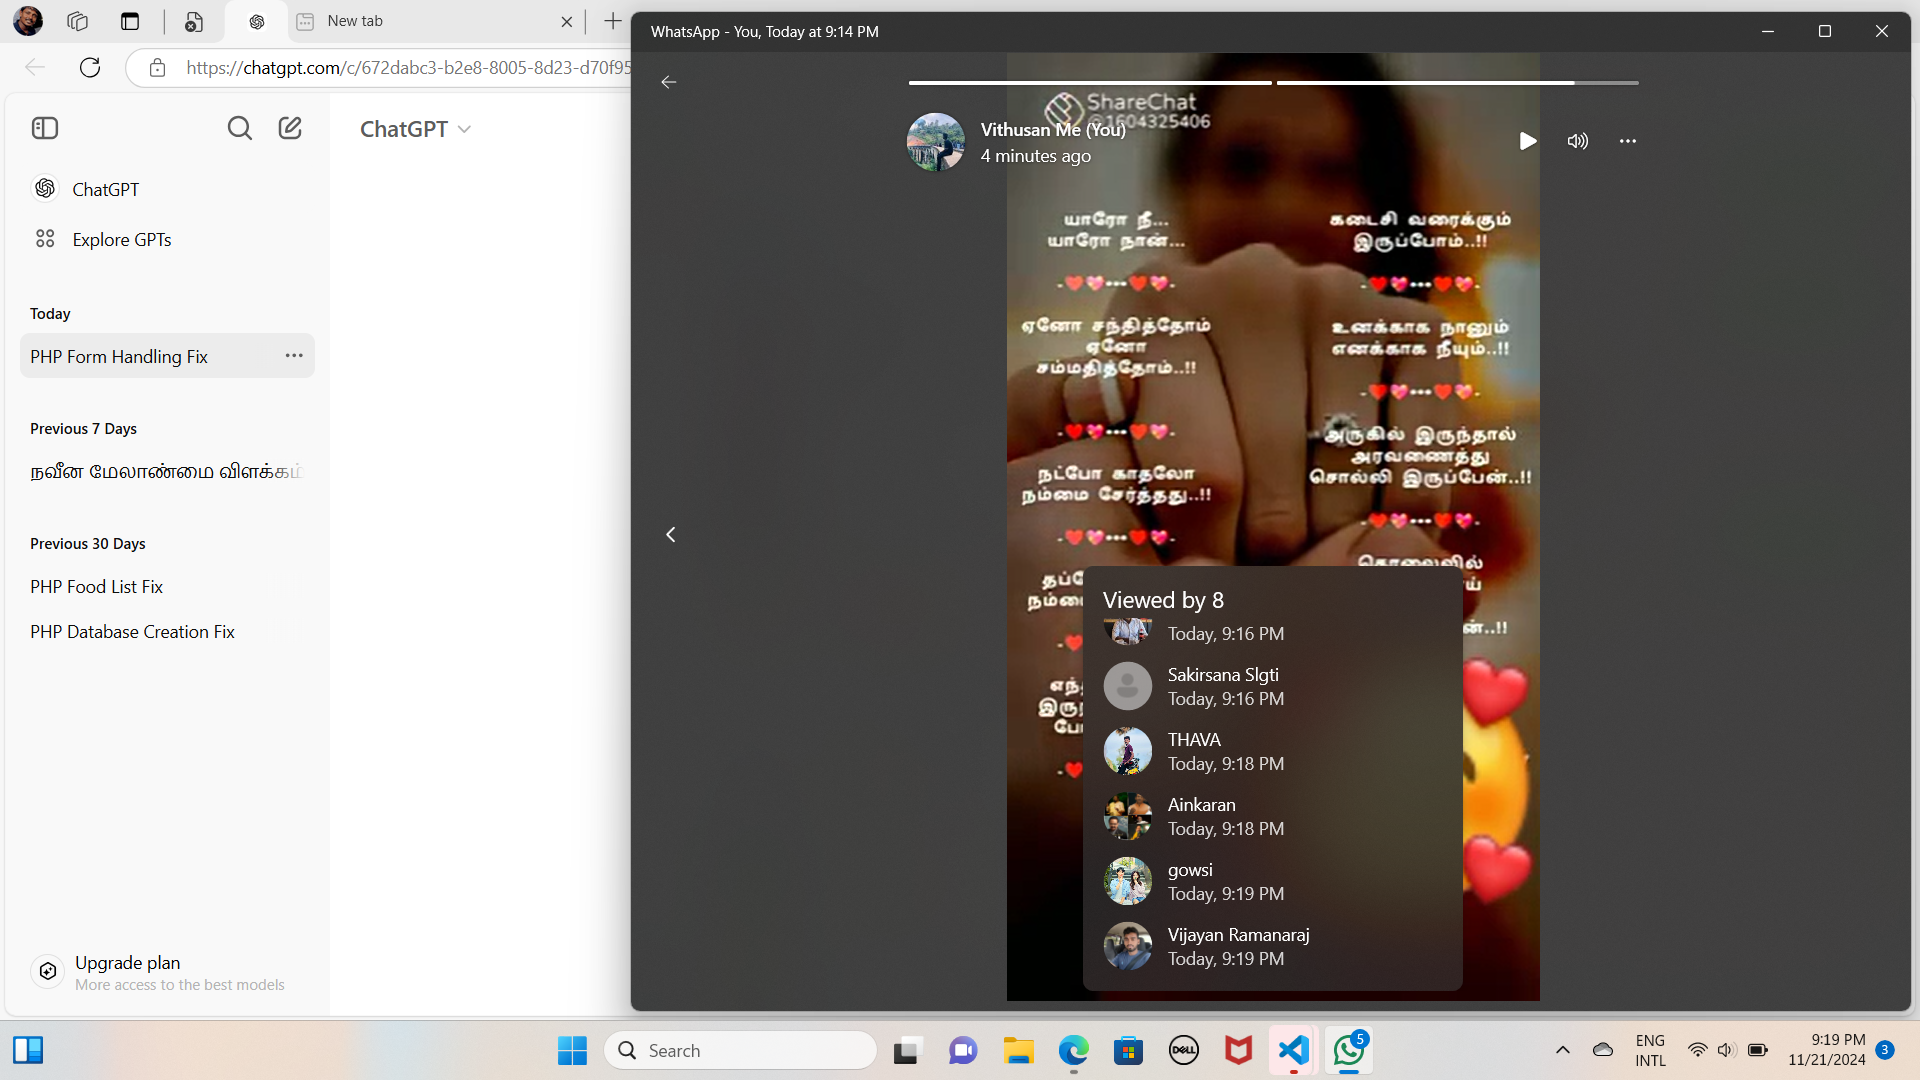 New tab
https://chatgpt.com/c/672dabc3-b2e8-8005-8d23-d70f95
ChatGPT
ChatGPT
Explore GPTs
Today
PHP Form Handling Fix
Previous 7 Days
நவீன மேலாண்மை விளக்கம்
Previous 30 Days
PHP Food List Fix
PHP Database Creation Fix
Upgrade plan
More access to the best models
WhatsApp - You, Today at 9:14 PM
ShareChat
@1604325406
Vithusan Me (You)
4 minutes ago
யாரோ நீ...
யாரோ நான்...
ஏனோ சந்தித்தோம்
ஏனோ
சம்மதித்தோம்..!!
நட்போ காதலோ
நம்மை சேர்த்தது..!!
கடைசி வரைக்கும்
இருப்போம்..!!
உனக்காக நானும்
எனக்காக நீயும்..!!
அருகில் இருந்தால்
அரவணைத்து
சொல்லி இருப்பேன்..!!
தொலைவில்
Viewed by 8
Today, 9:16 PM
Sakirsana Slgti
Today, 9:16 PM
THAVA
Today, 9:18 PM
Ainkaran
Today, 9:18 PM
gowsi
Today, 9:19 PM
Vijayan Ramanaraj
Today, 9:19 PM
Search
DELL
5
ENG
INTL
9:19 PM
11/21/2024
3